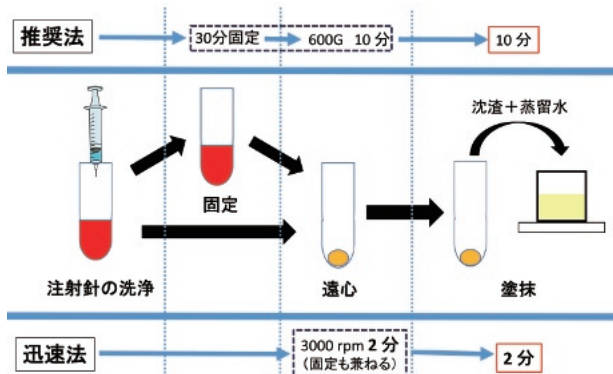 推奨法
30分固定
600G 10分
10分
沈渣+蒸留水
固定
注射針の洗浄
遠心
塗抹
迅速法
3000 rpm 2分
(固定も兼ねる)
2分